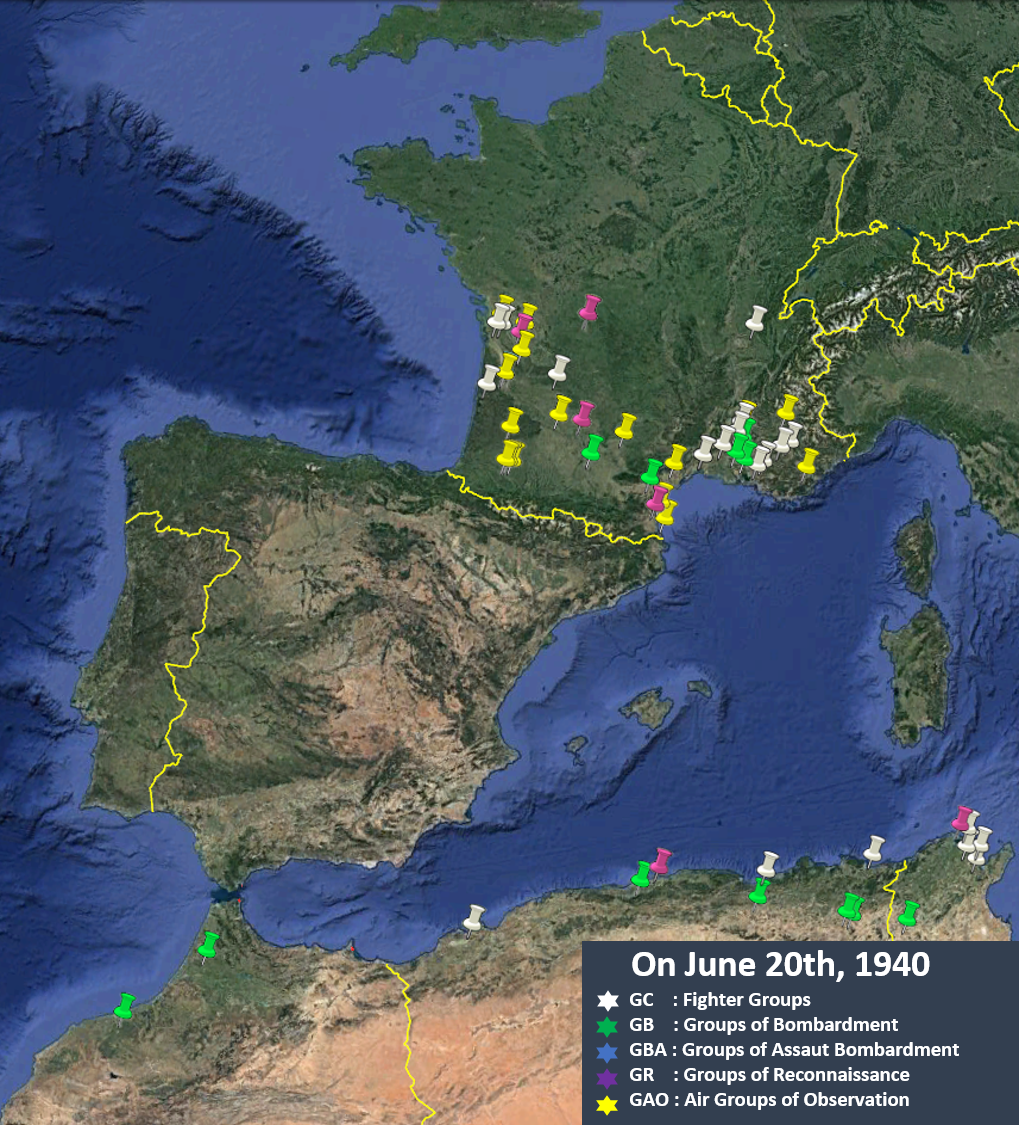 On June 20th, 1940
GC : Fighter Groups
GB : Groups of Bombardment
GBA : Groups of Assaut Bombardment
GR : Groups of Reconnaissance
GAO : Air Groups of Observation